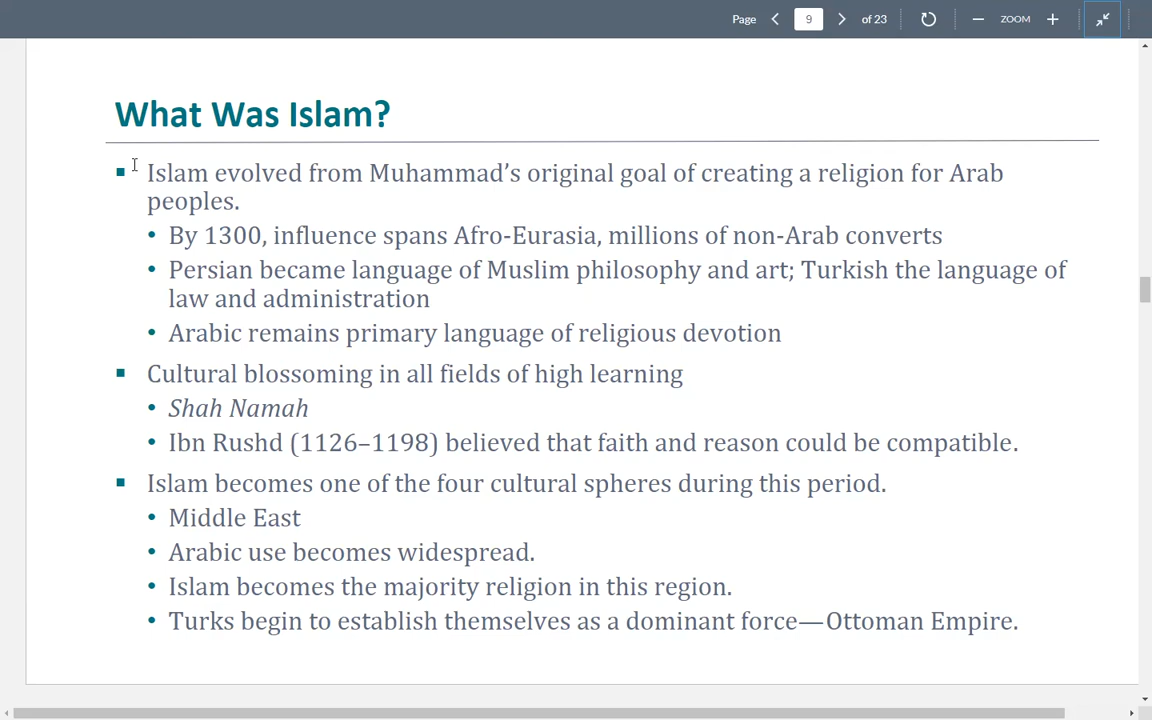 Page 9 of 23 ZOOM
What Was Islam?
Islam evolved from Muhammad’s original goal of creating a religion for Arab
peoples.
• By 1300, influence spans Afro-Eurasia, millions of non-Arab converts
• Persian became language of Muslim philosophy and art; Turkish the language of
law and administration
• Arabic remains primary language of religious devotion
Cultural blossoming in all fields of high learning
• Shah Namah
• Ibn Rushd (1126–1198) believed that faith and reason could be compatible.
Islam becomes one of the four cultural spheres during this period.
• Middle East
• Arabic use becomes widespread.
• Islam becomes the majority religion in this region.
• Turks begin to establish themselves as a dominant force—Ottoman Empire.